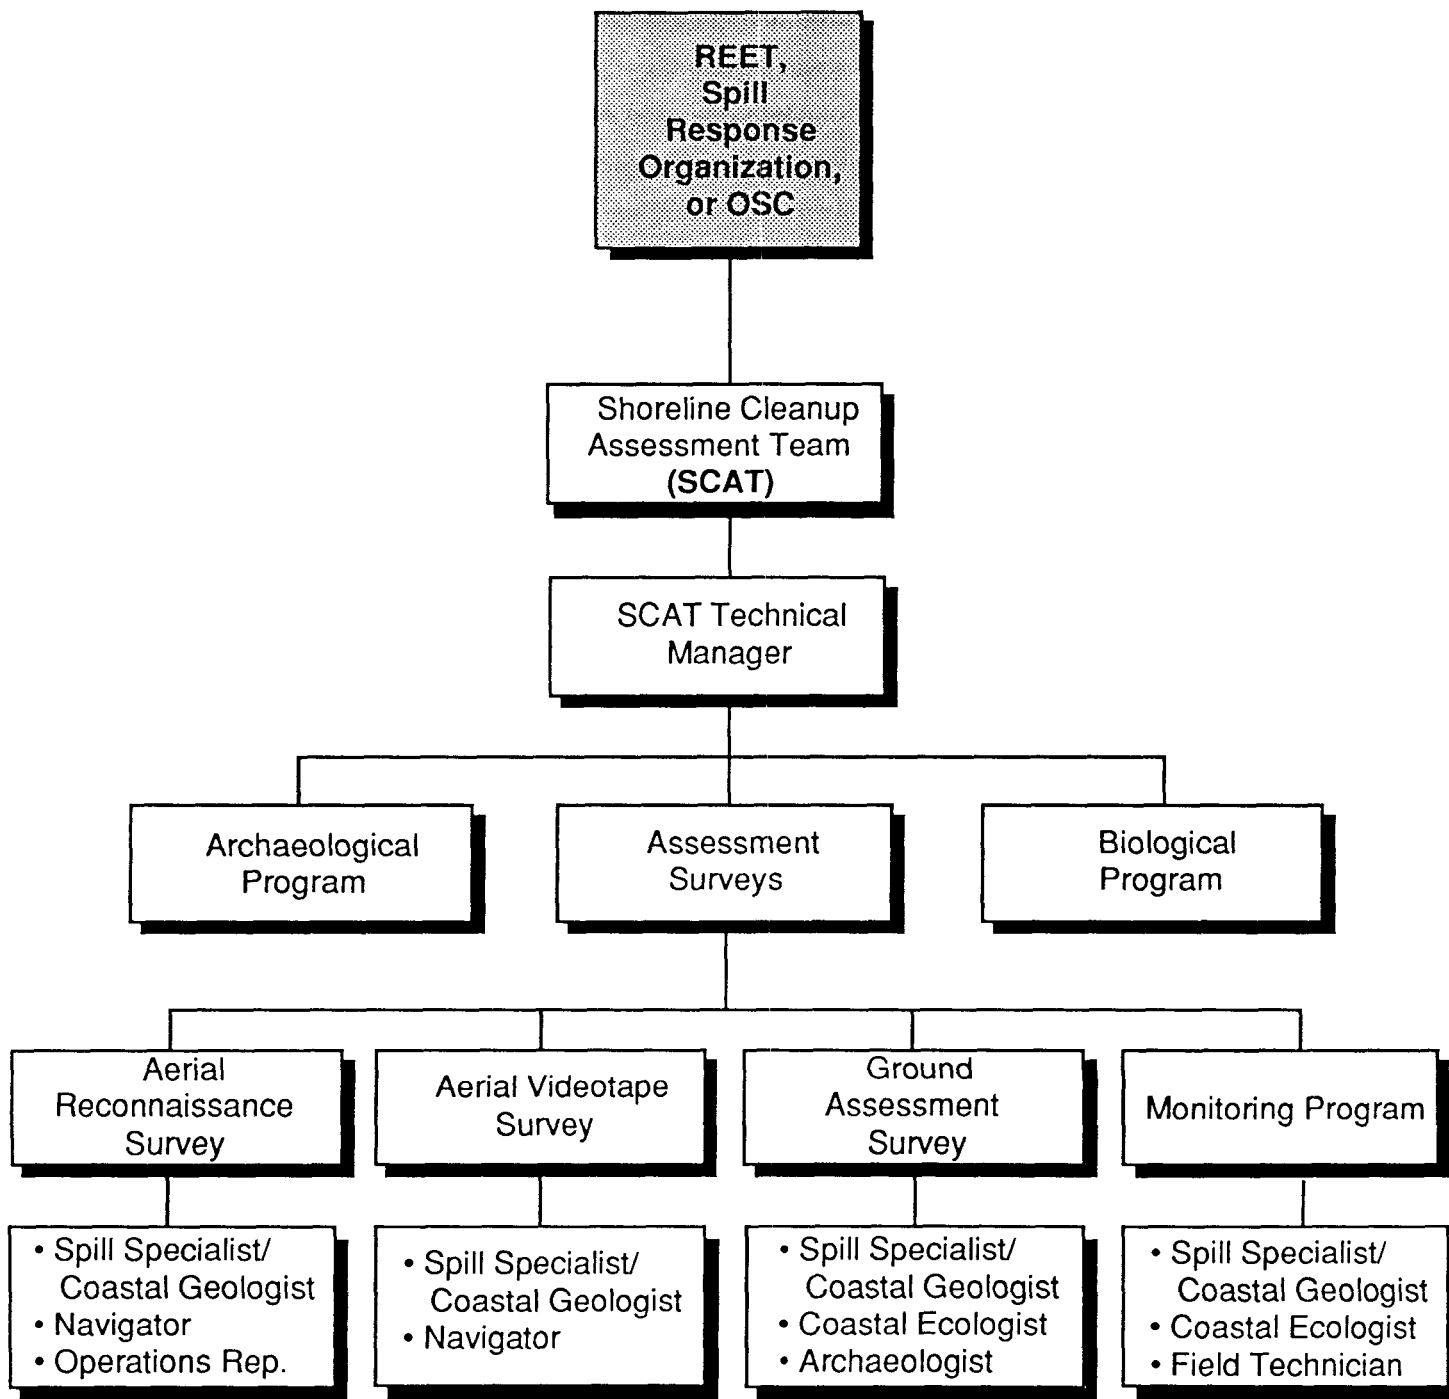 REET,
Spill
Response
Organization,
or OSC
Shoreline Cleanup
Assessment Team
(SCAT)
SCAT Technical
Manager
Archaeological
Program
Assessment
Surveys
Biological
Program
Aerial
Reconnaissance
Survey
Aerial Videotape
Survey
Ground
Assessment
Survey
Monitoring Program
• Spill Specialist/
Coastal Geologist
• Navigator
• Operations Rep.
• Spill Specialist/
Coastal Geologist
• Navigator
• Spill Specialist/
Coastal Geologist
• Coastal Ecologist
• Archaeologist
• Spill Specialist/
Coastal Geologist
• Coastal Ecologist
• Field Technician